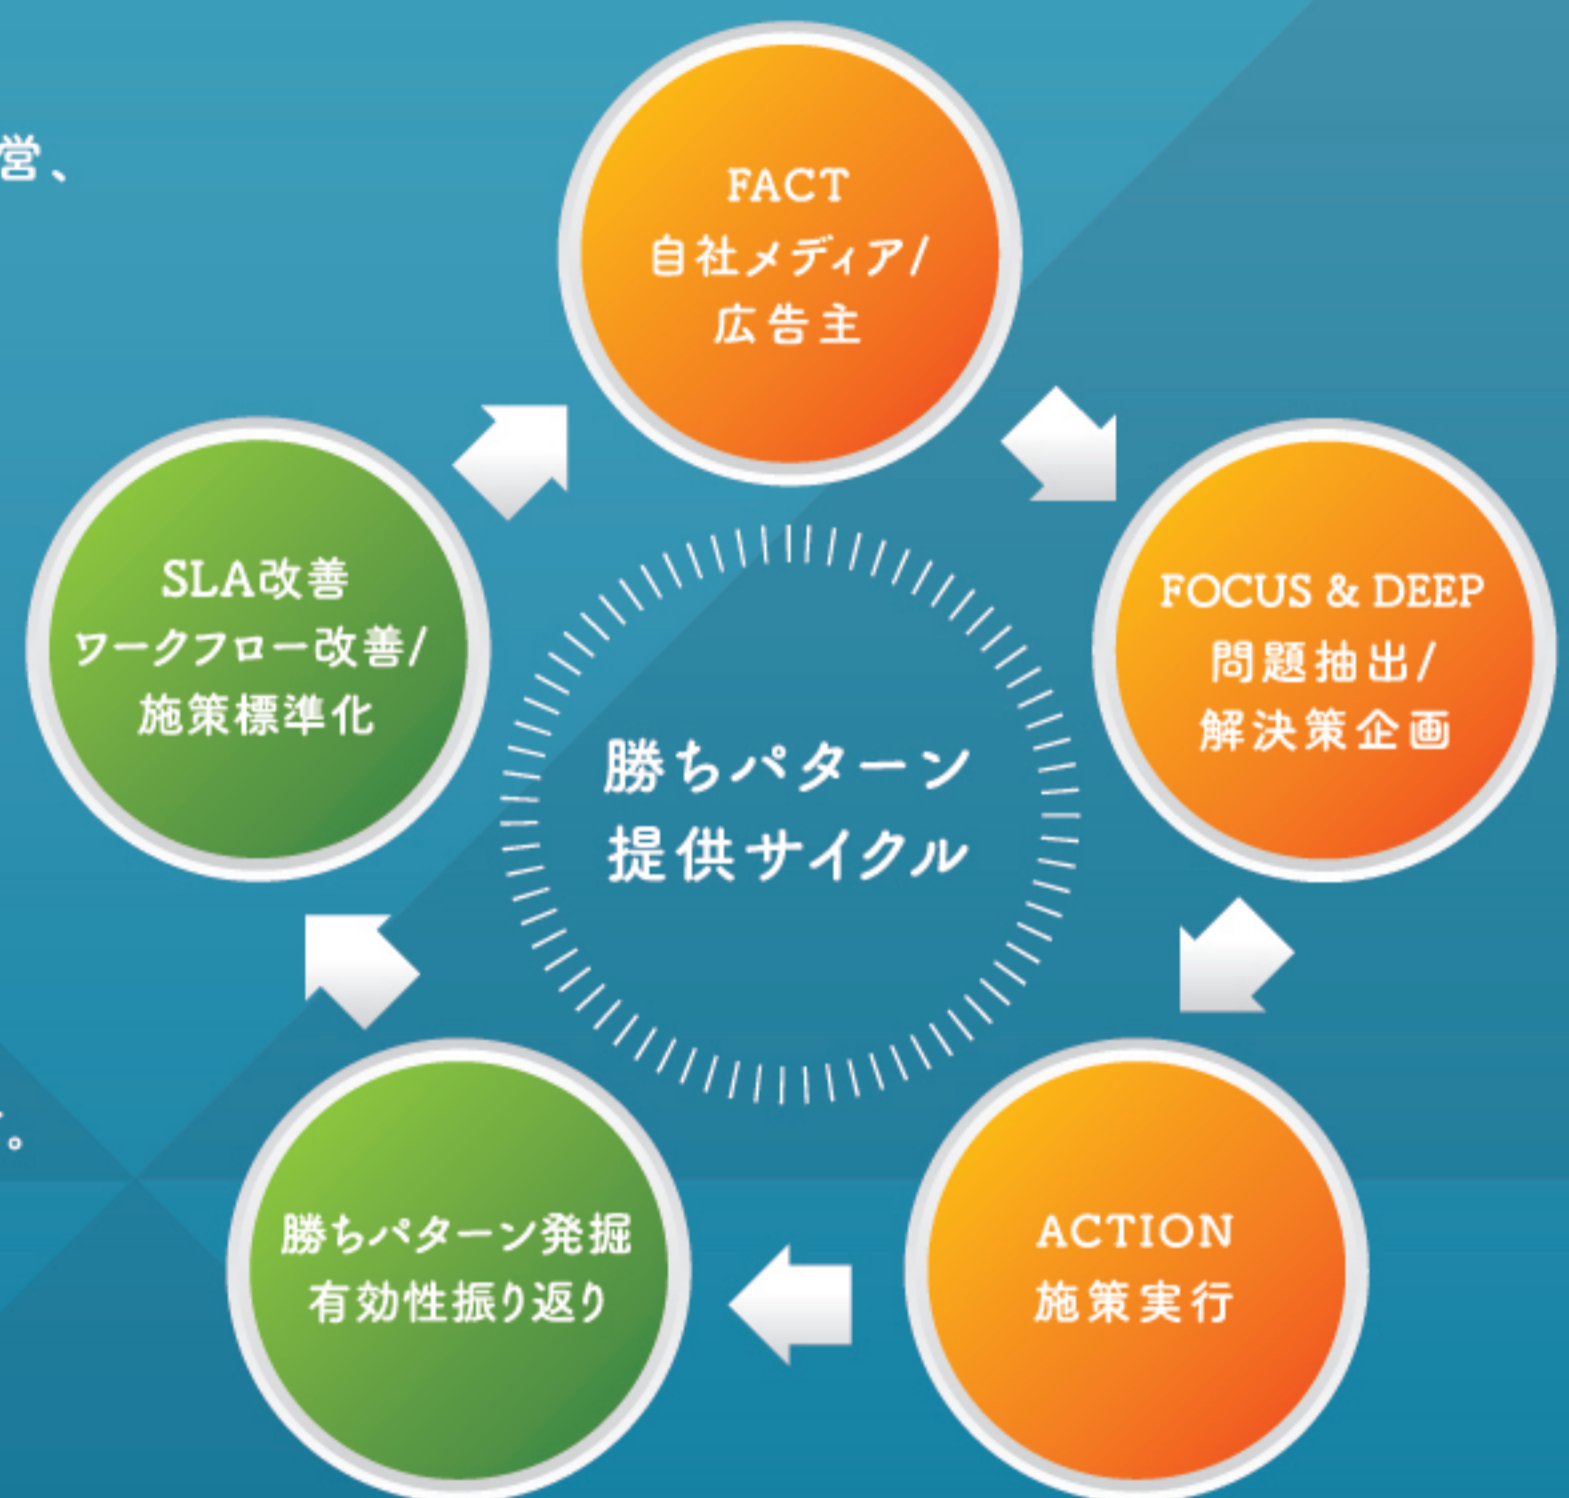 営、
FACT
自社メディア/
広告主
FOCUS & DEEP
問題抽出/
解決策企画
ACTION
施策実行
勝ちパターン発掘
有効性振り返り
SLA改善
ワークフロー改善/
施策標準化
勝ちパターン
提供サイクル
。